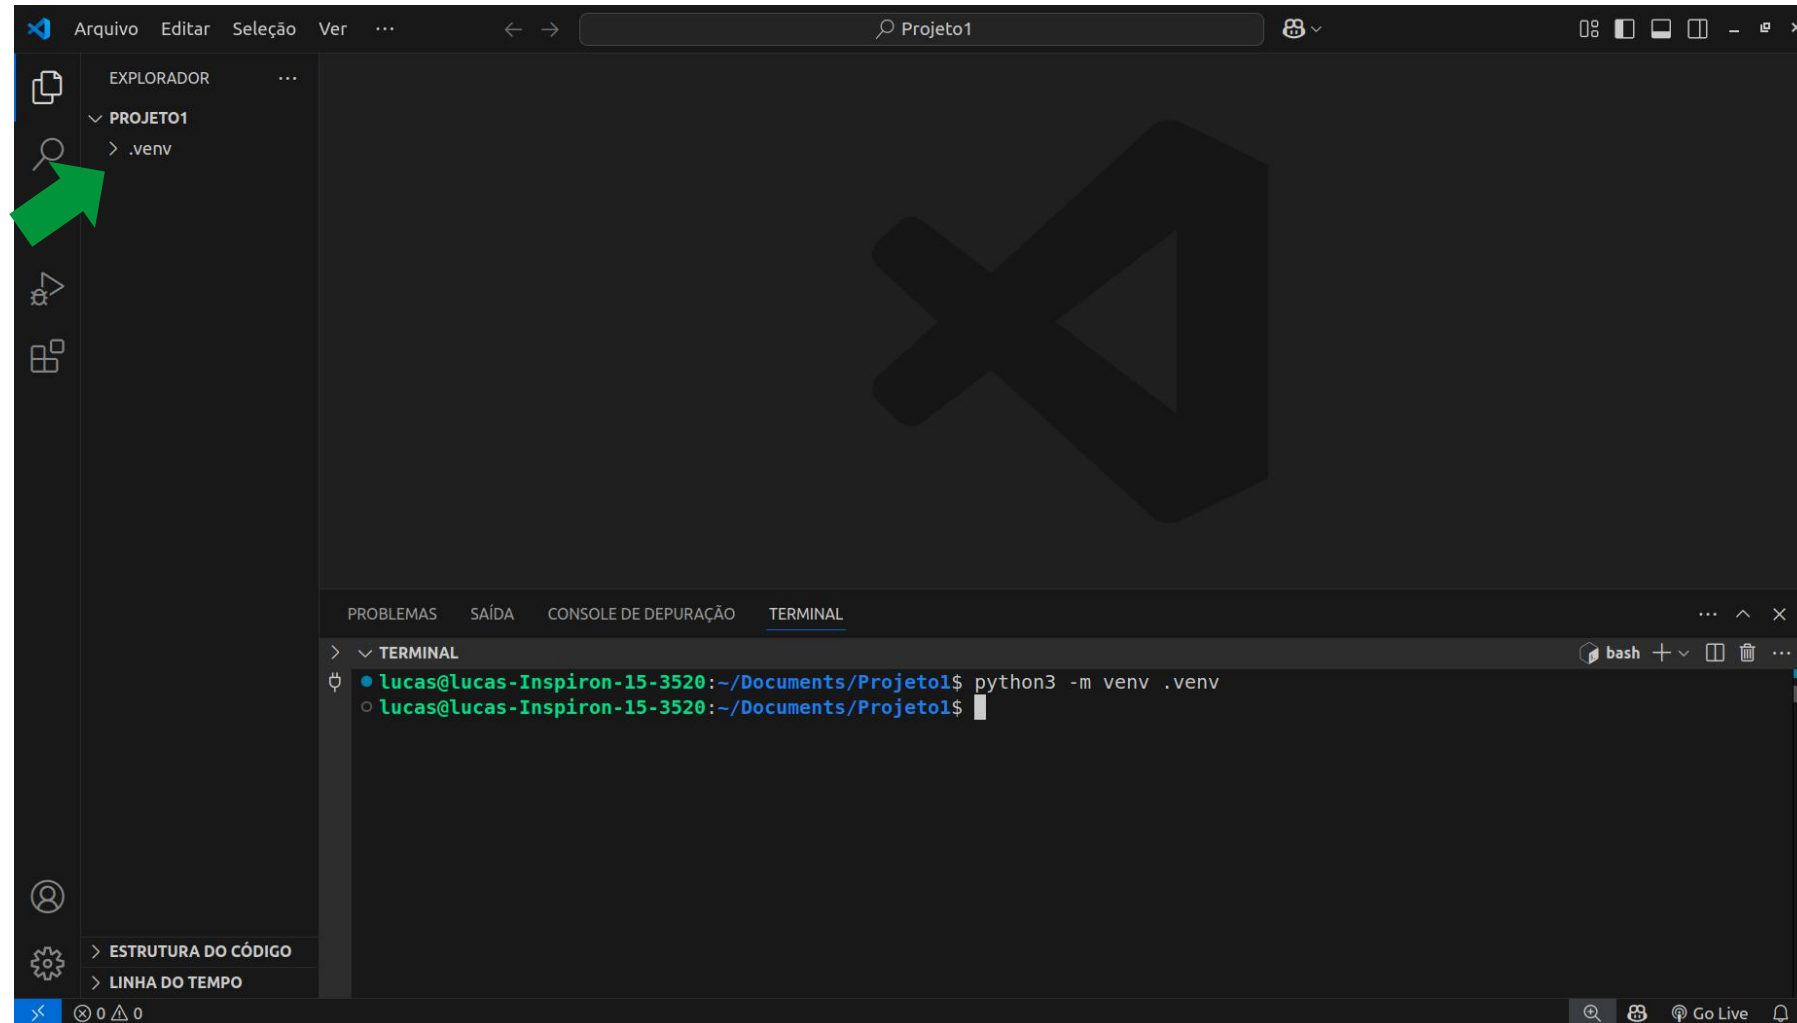 Arquivo Editar Seleção Ver ··· Projeto1
EXPLORADOR ···
PROJETO1
.venv
PROBLEMAS SAÍDA CONSOLE DE DEPURAÇÃO TERMINAL
TERMINAL bash
lucas@lucas-Inspiron-15-3520:~/Documents/Projeto1$ python3 -m venv .venv
lucas@lucas-Inspiron-15-3520:~/Documents/Projeto1$
ESTRUTURA DO CÓDIGO
LINHA DO TEMPO
0 0 Go Live